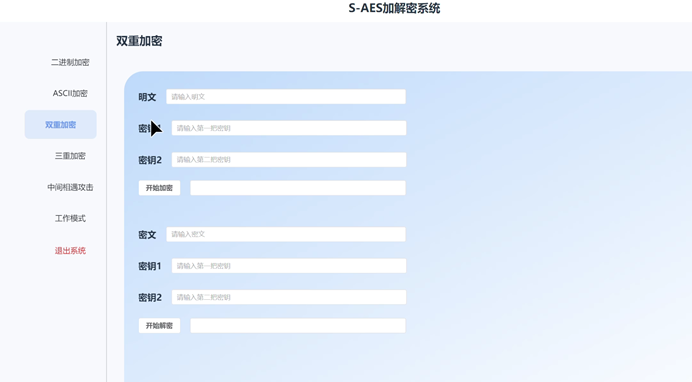 S-AES加解密系统
双重加密
二进制加密
ASCII加密
双重加密
三重加密
中间相遇攻击
工作模式
退出系统
明文 请输入明文
密钥1 请输入第一把密钥
密钥2 请输入第二把密钥
开始加密
密文 请输入密文
密钥1 请输入第一把密钥
密钥2 请输入第二把密钥
开始解密